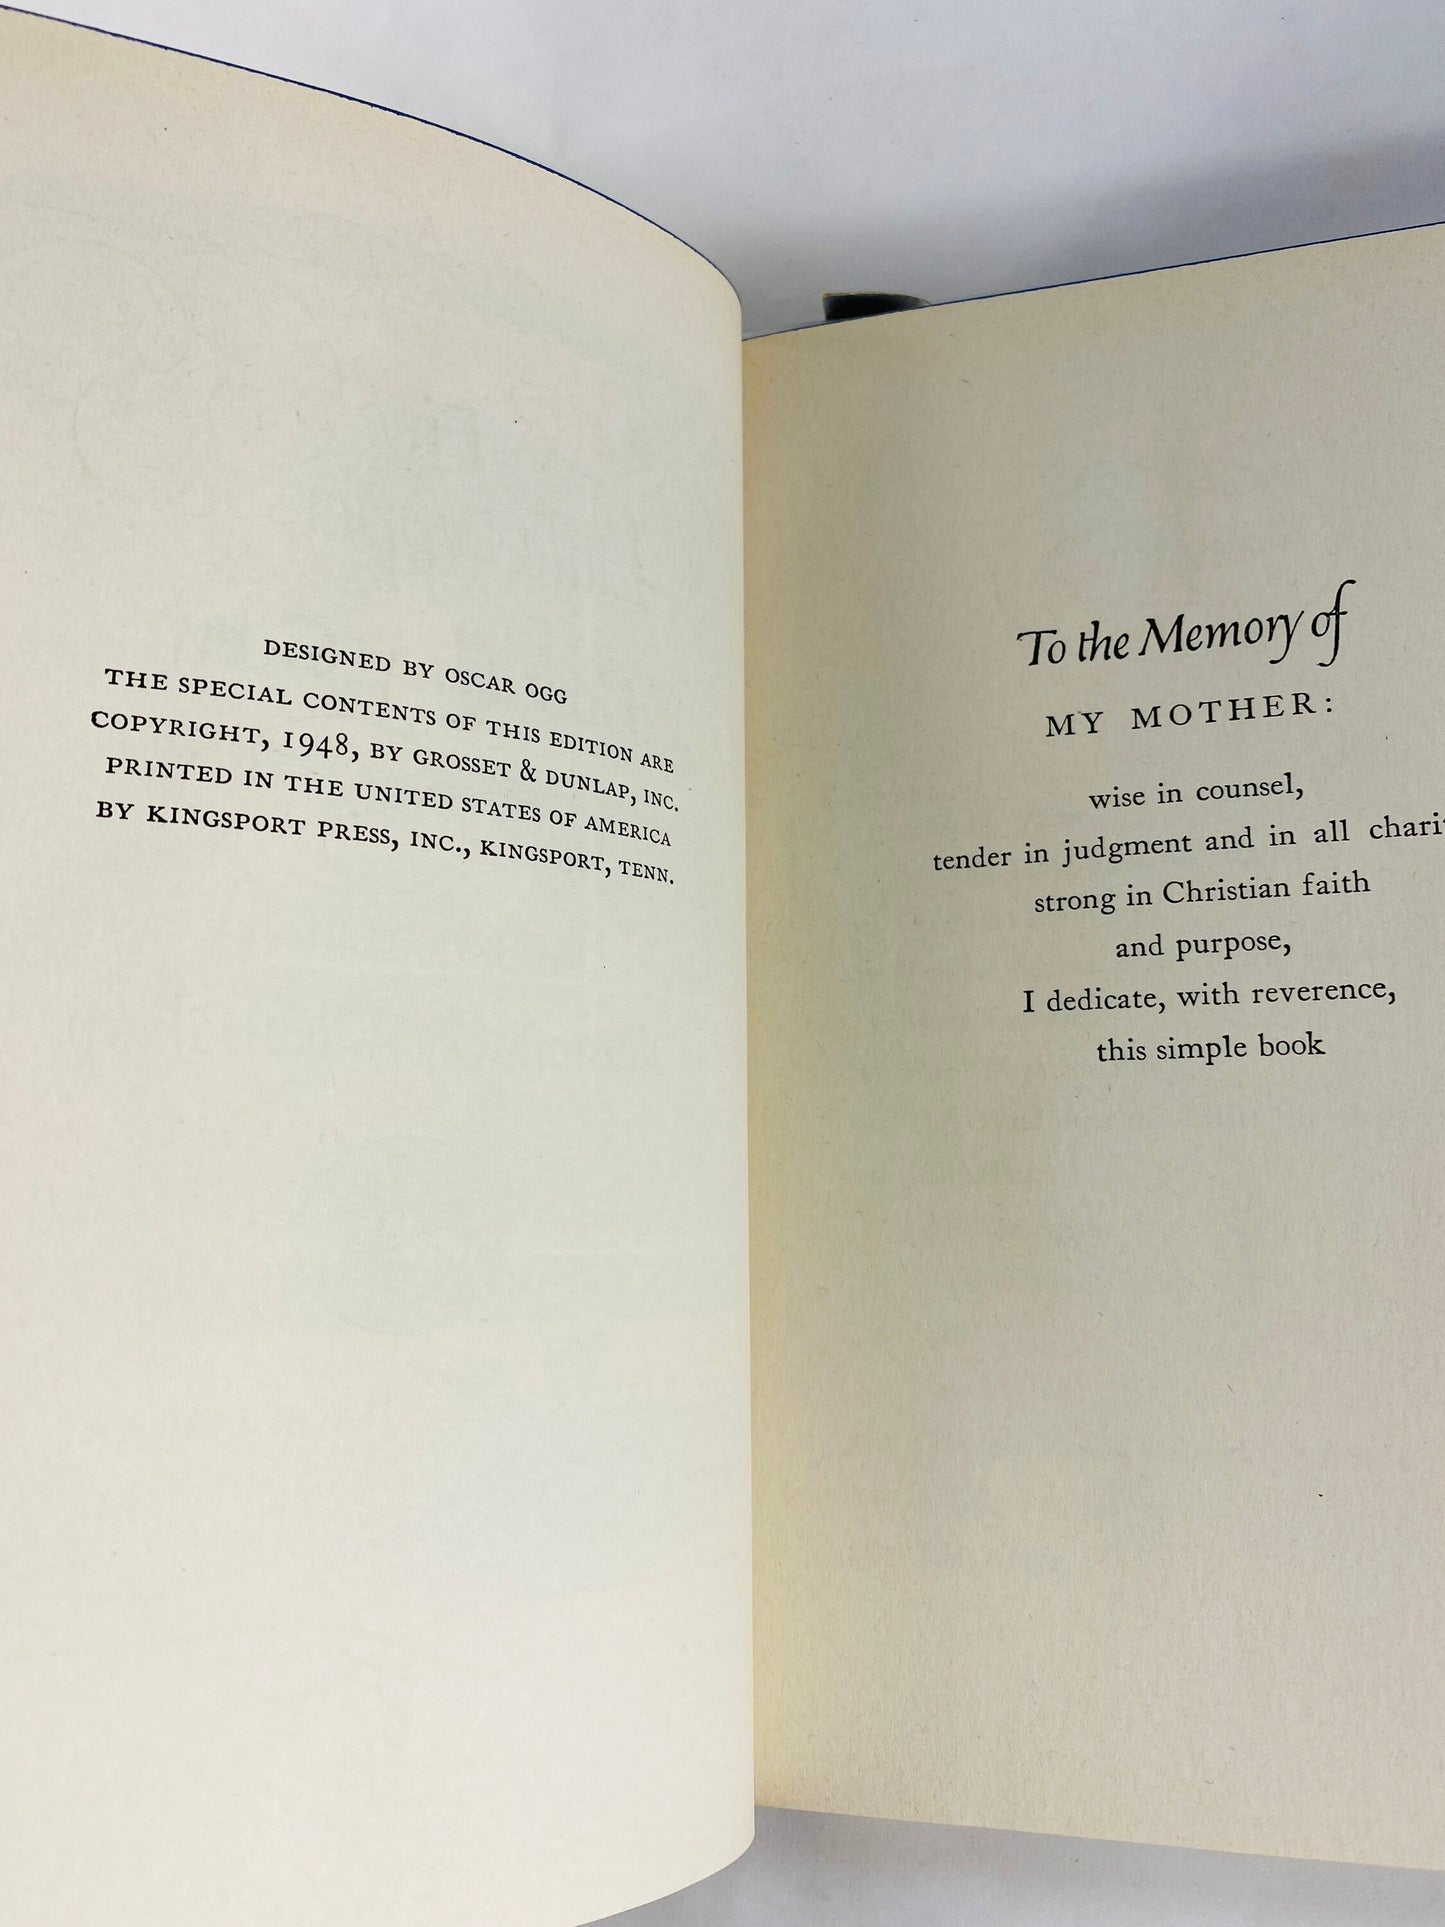 DESIGNED BY OSCAR OGG
THE SPECIAL CONTENTS OF THIS EDITION ARE
COPYRIGHT, 1948, BY GROSSET & DUNLAP, INC.
PRINTED IN THE UNITED STATES OF AMERICA
BY KINGSPORT PRESS, INC., KINGSPORT, TENN.
To the Memory of
MY MOTHER:
wise in counsel,
tender in judgment and in all
strong in Christian faith
and purpose,
I dedicate, with reverence,
this simple book